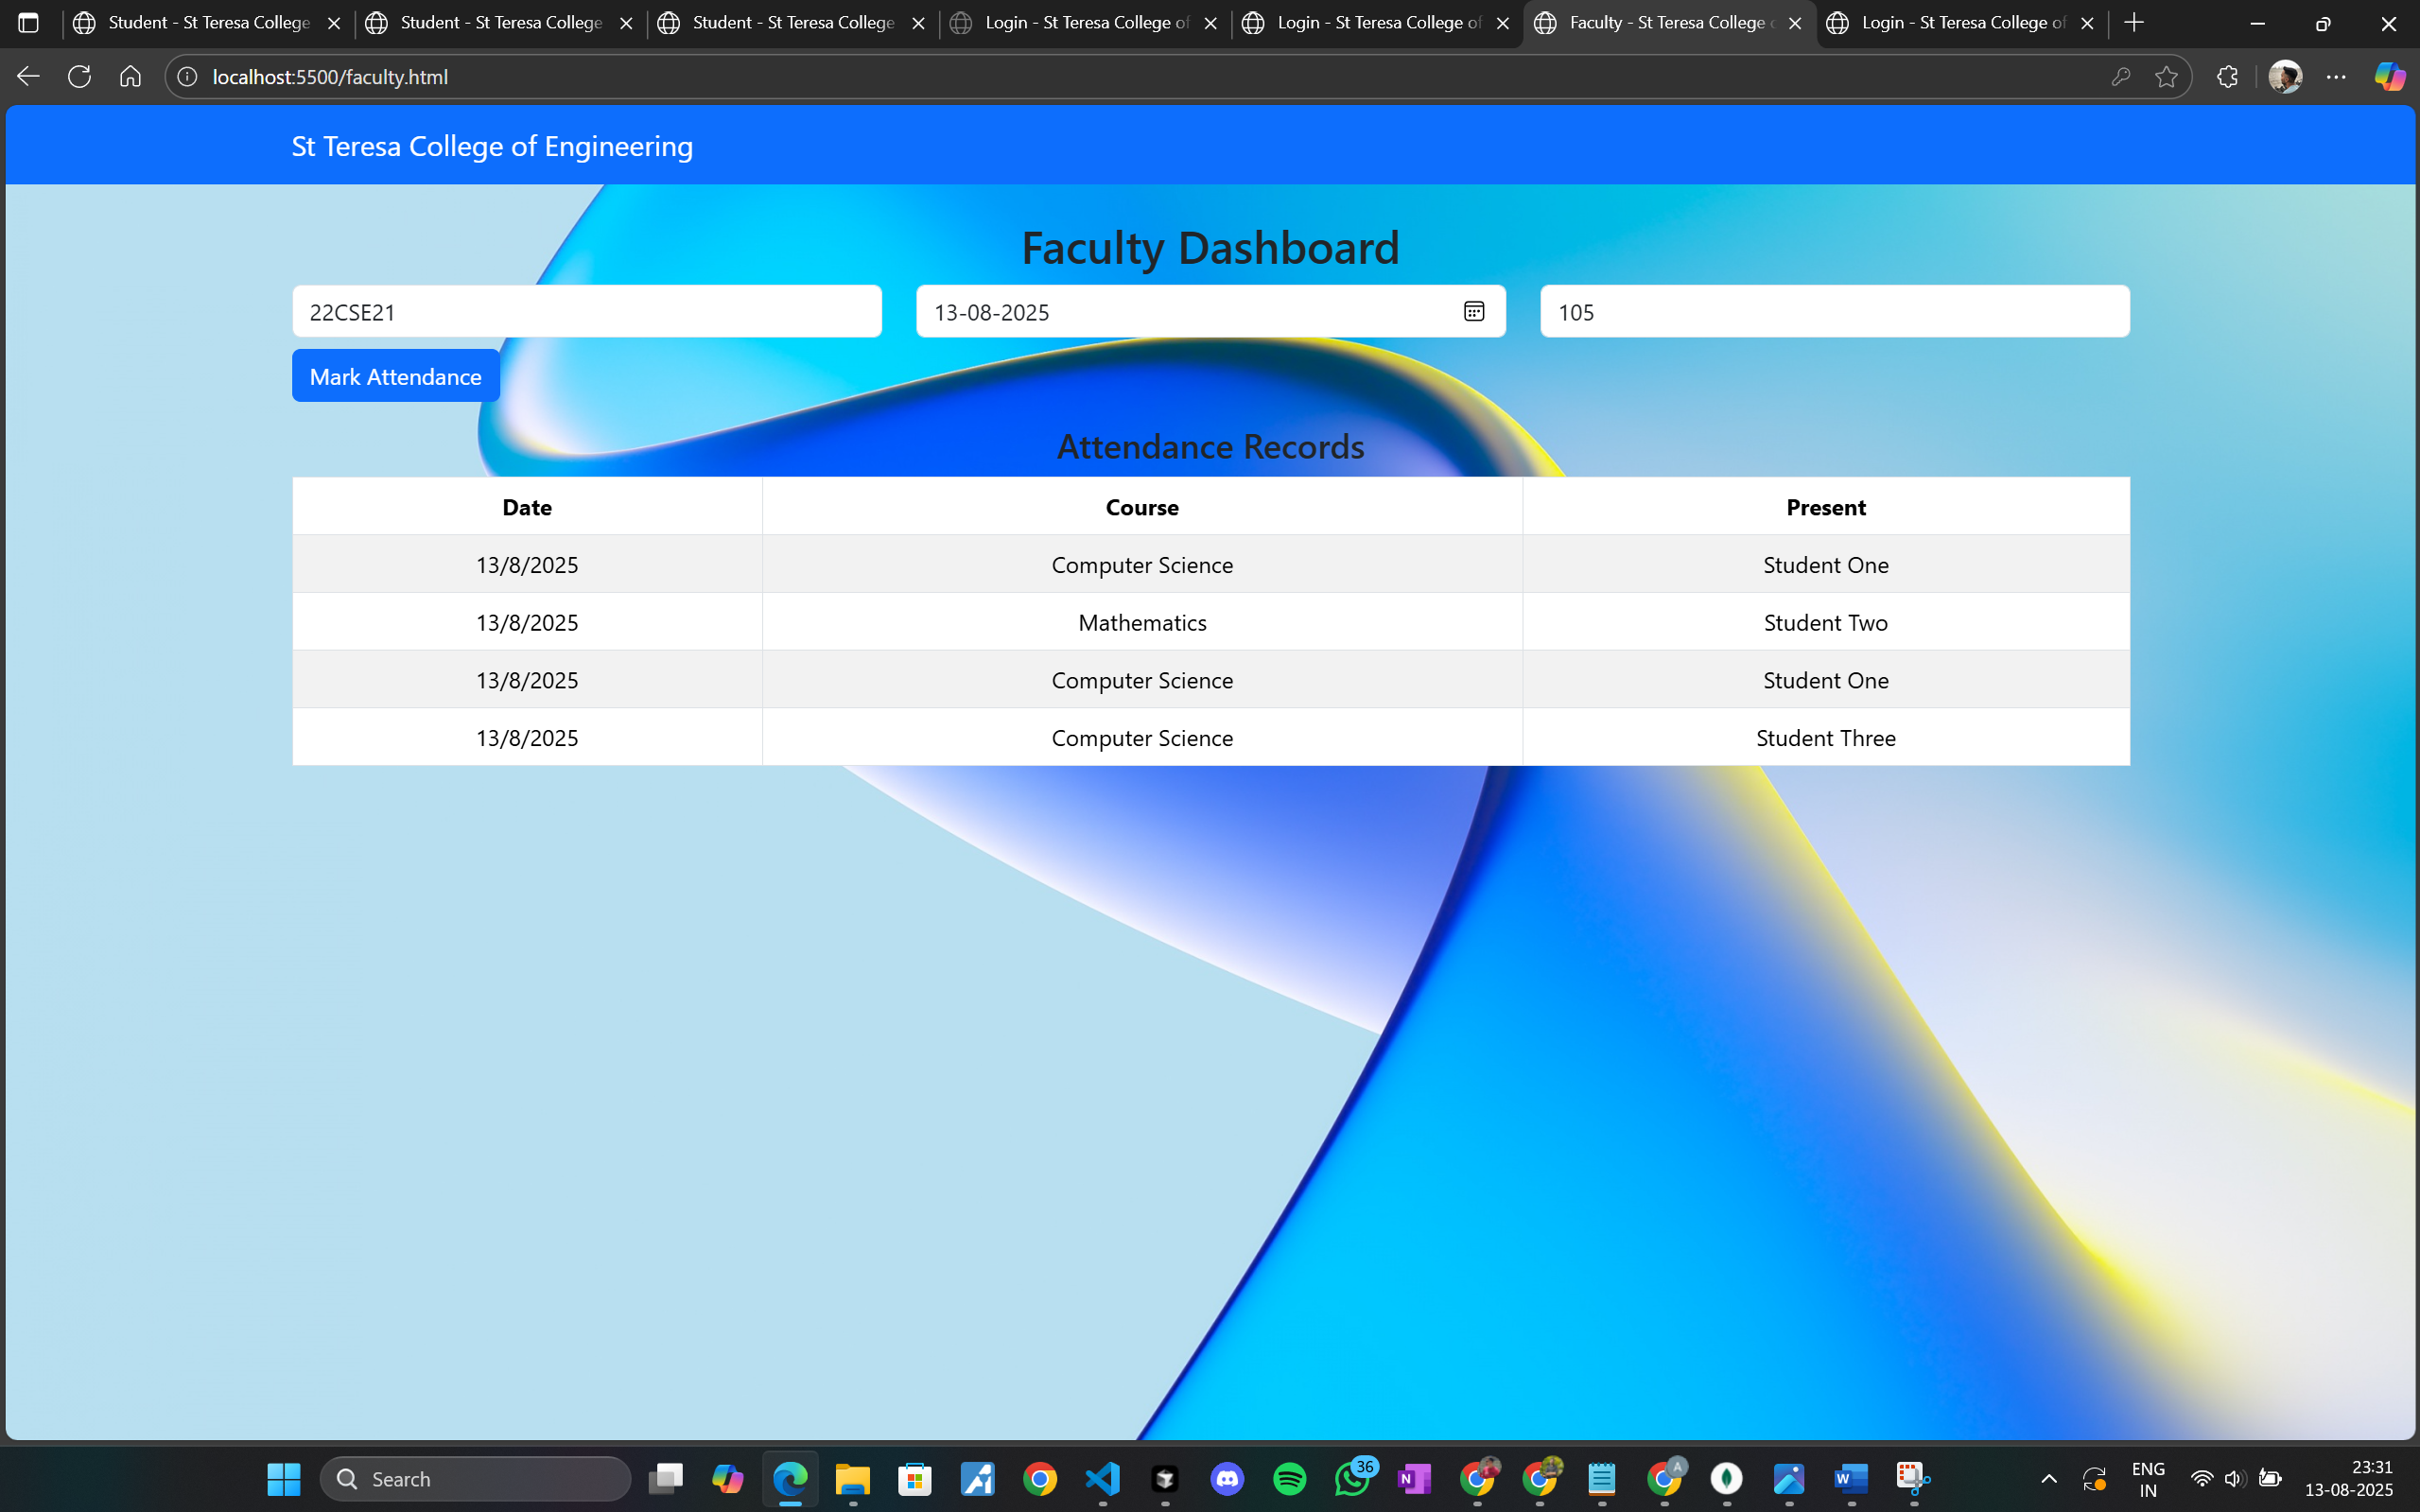 Student - St Teresa College
Student - St Teresa College
Student - St Teresa College
Login - St Teresa College of
Login - St Teresa College of
Faculty - St Teresa College
Login - St Teresa College of
localhost:5500/faculty.html
St Teresa College of Engineering
Faculty Dashboard
22CSE21
13-08-2025
105
Mark Attendance
Attendance Records
Date Course Present
13/8/2025 Computer Science Student One
13/8/2025 Mathematics Student Two
13/8/2025 Computer Science Student One
13/8/2025 Computer Science Student Three
Search
36
N
A
W
ENG
IN
23:31
13-08-2025